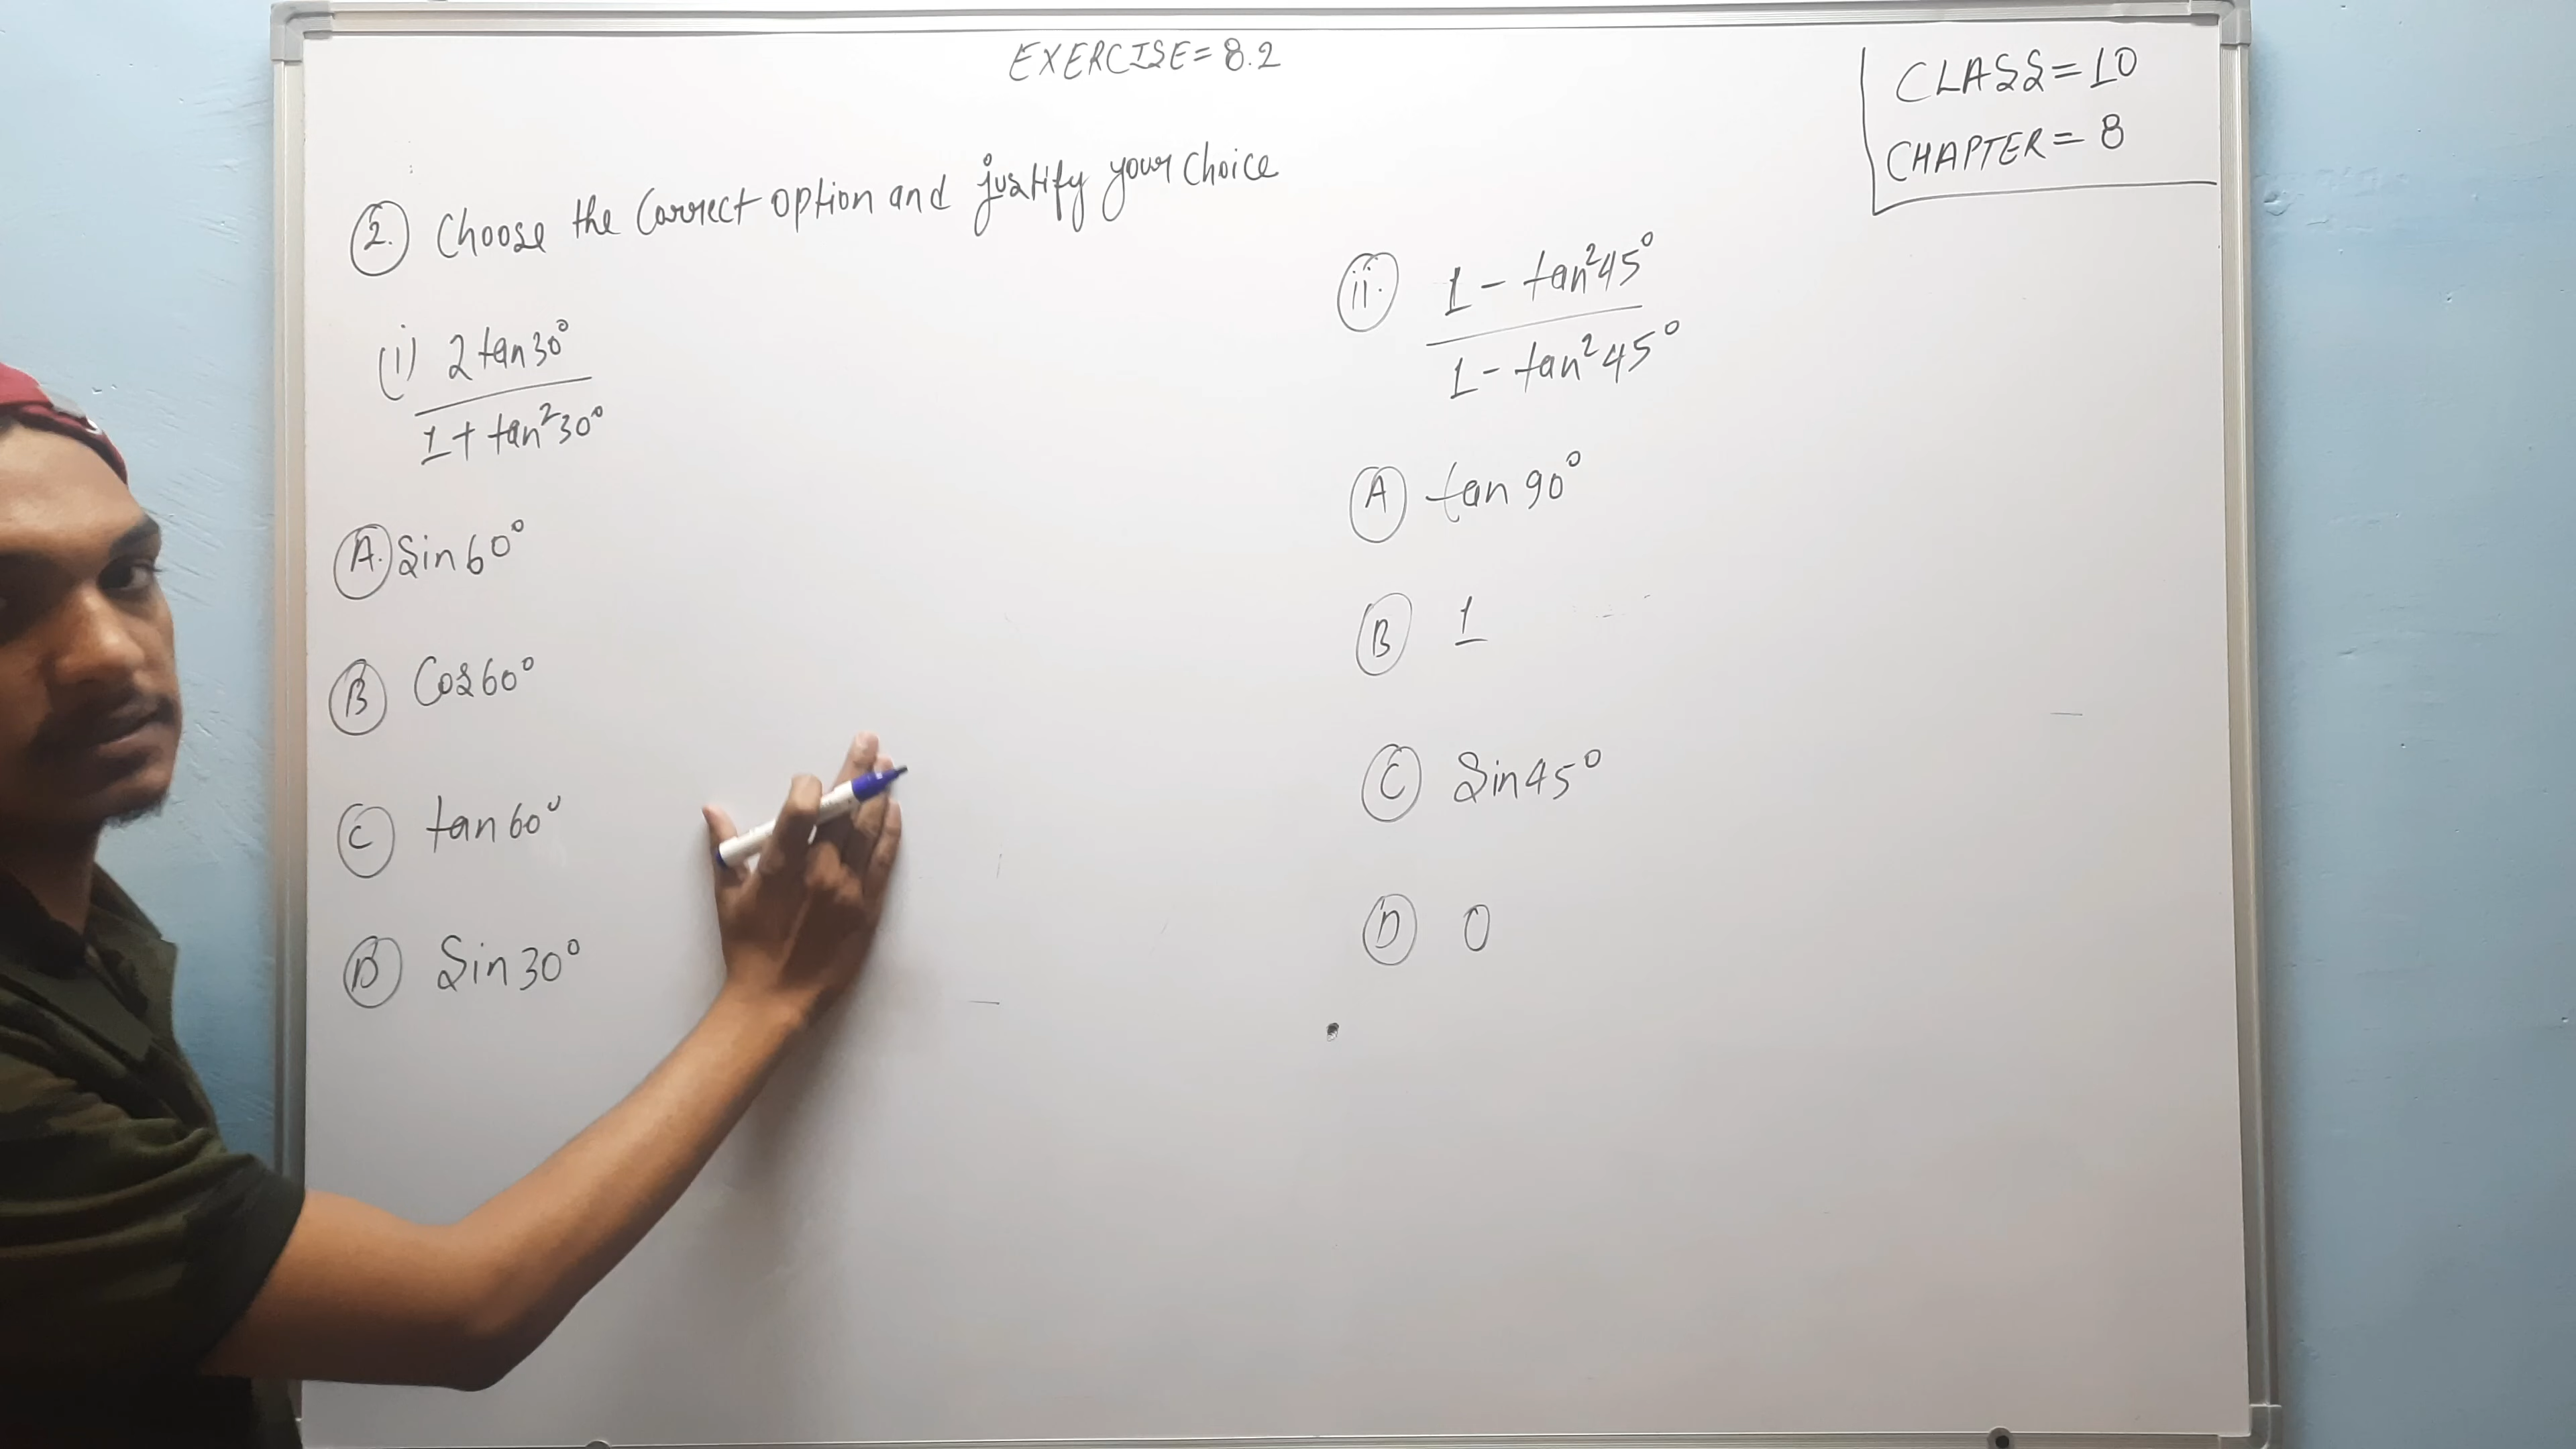 EXERCISE= 8.2
CLASS=10
CHAPTER= 8
2. Choose the Correct option and justify your Choice
(i) 2 tan 30°
1 + tan² 30°
A. Sin 60°
B Cos 60°
C tan 60°
D Sin 30°
ii. 1 - tan² 45°
1 - tan² 45°
A tan 90°
B 1
C Sin 45°
D 0